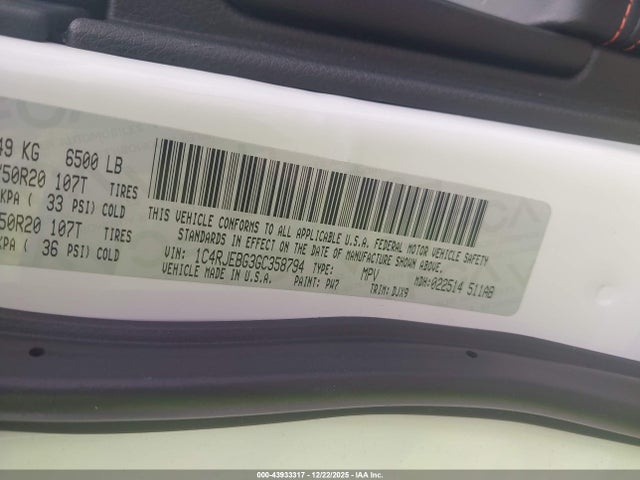 49 KG 6500 LB
/50R20 107T TIRES
KPA ( 33 PSI) COLD
50R20 107T TIRES
KPA ( 36 PSI) COLD
THIS VEHICLE CONFORMS TO ALL APPLICABLE U.S.A. FEDERAL MOTOR VEHICLE SAFETY
STANDARDS IN EFFECT ON THE DATE OF MANUFACTURE SHOWN ABOVE.
VIN: 1C4RJEBG3GC358794 TYPE: MPV MDH:022514 511AB
VEHICLE MADE IN U.S.A. PAINT: PW7 TRIM: DJX9
000-43933317 - 12/22/2025 - IAA Inc.